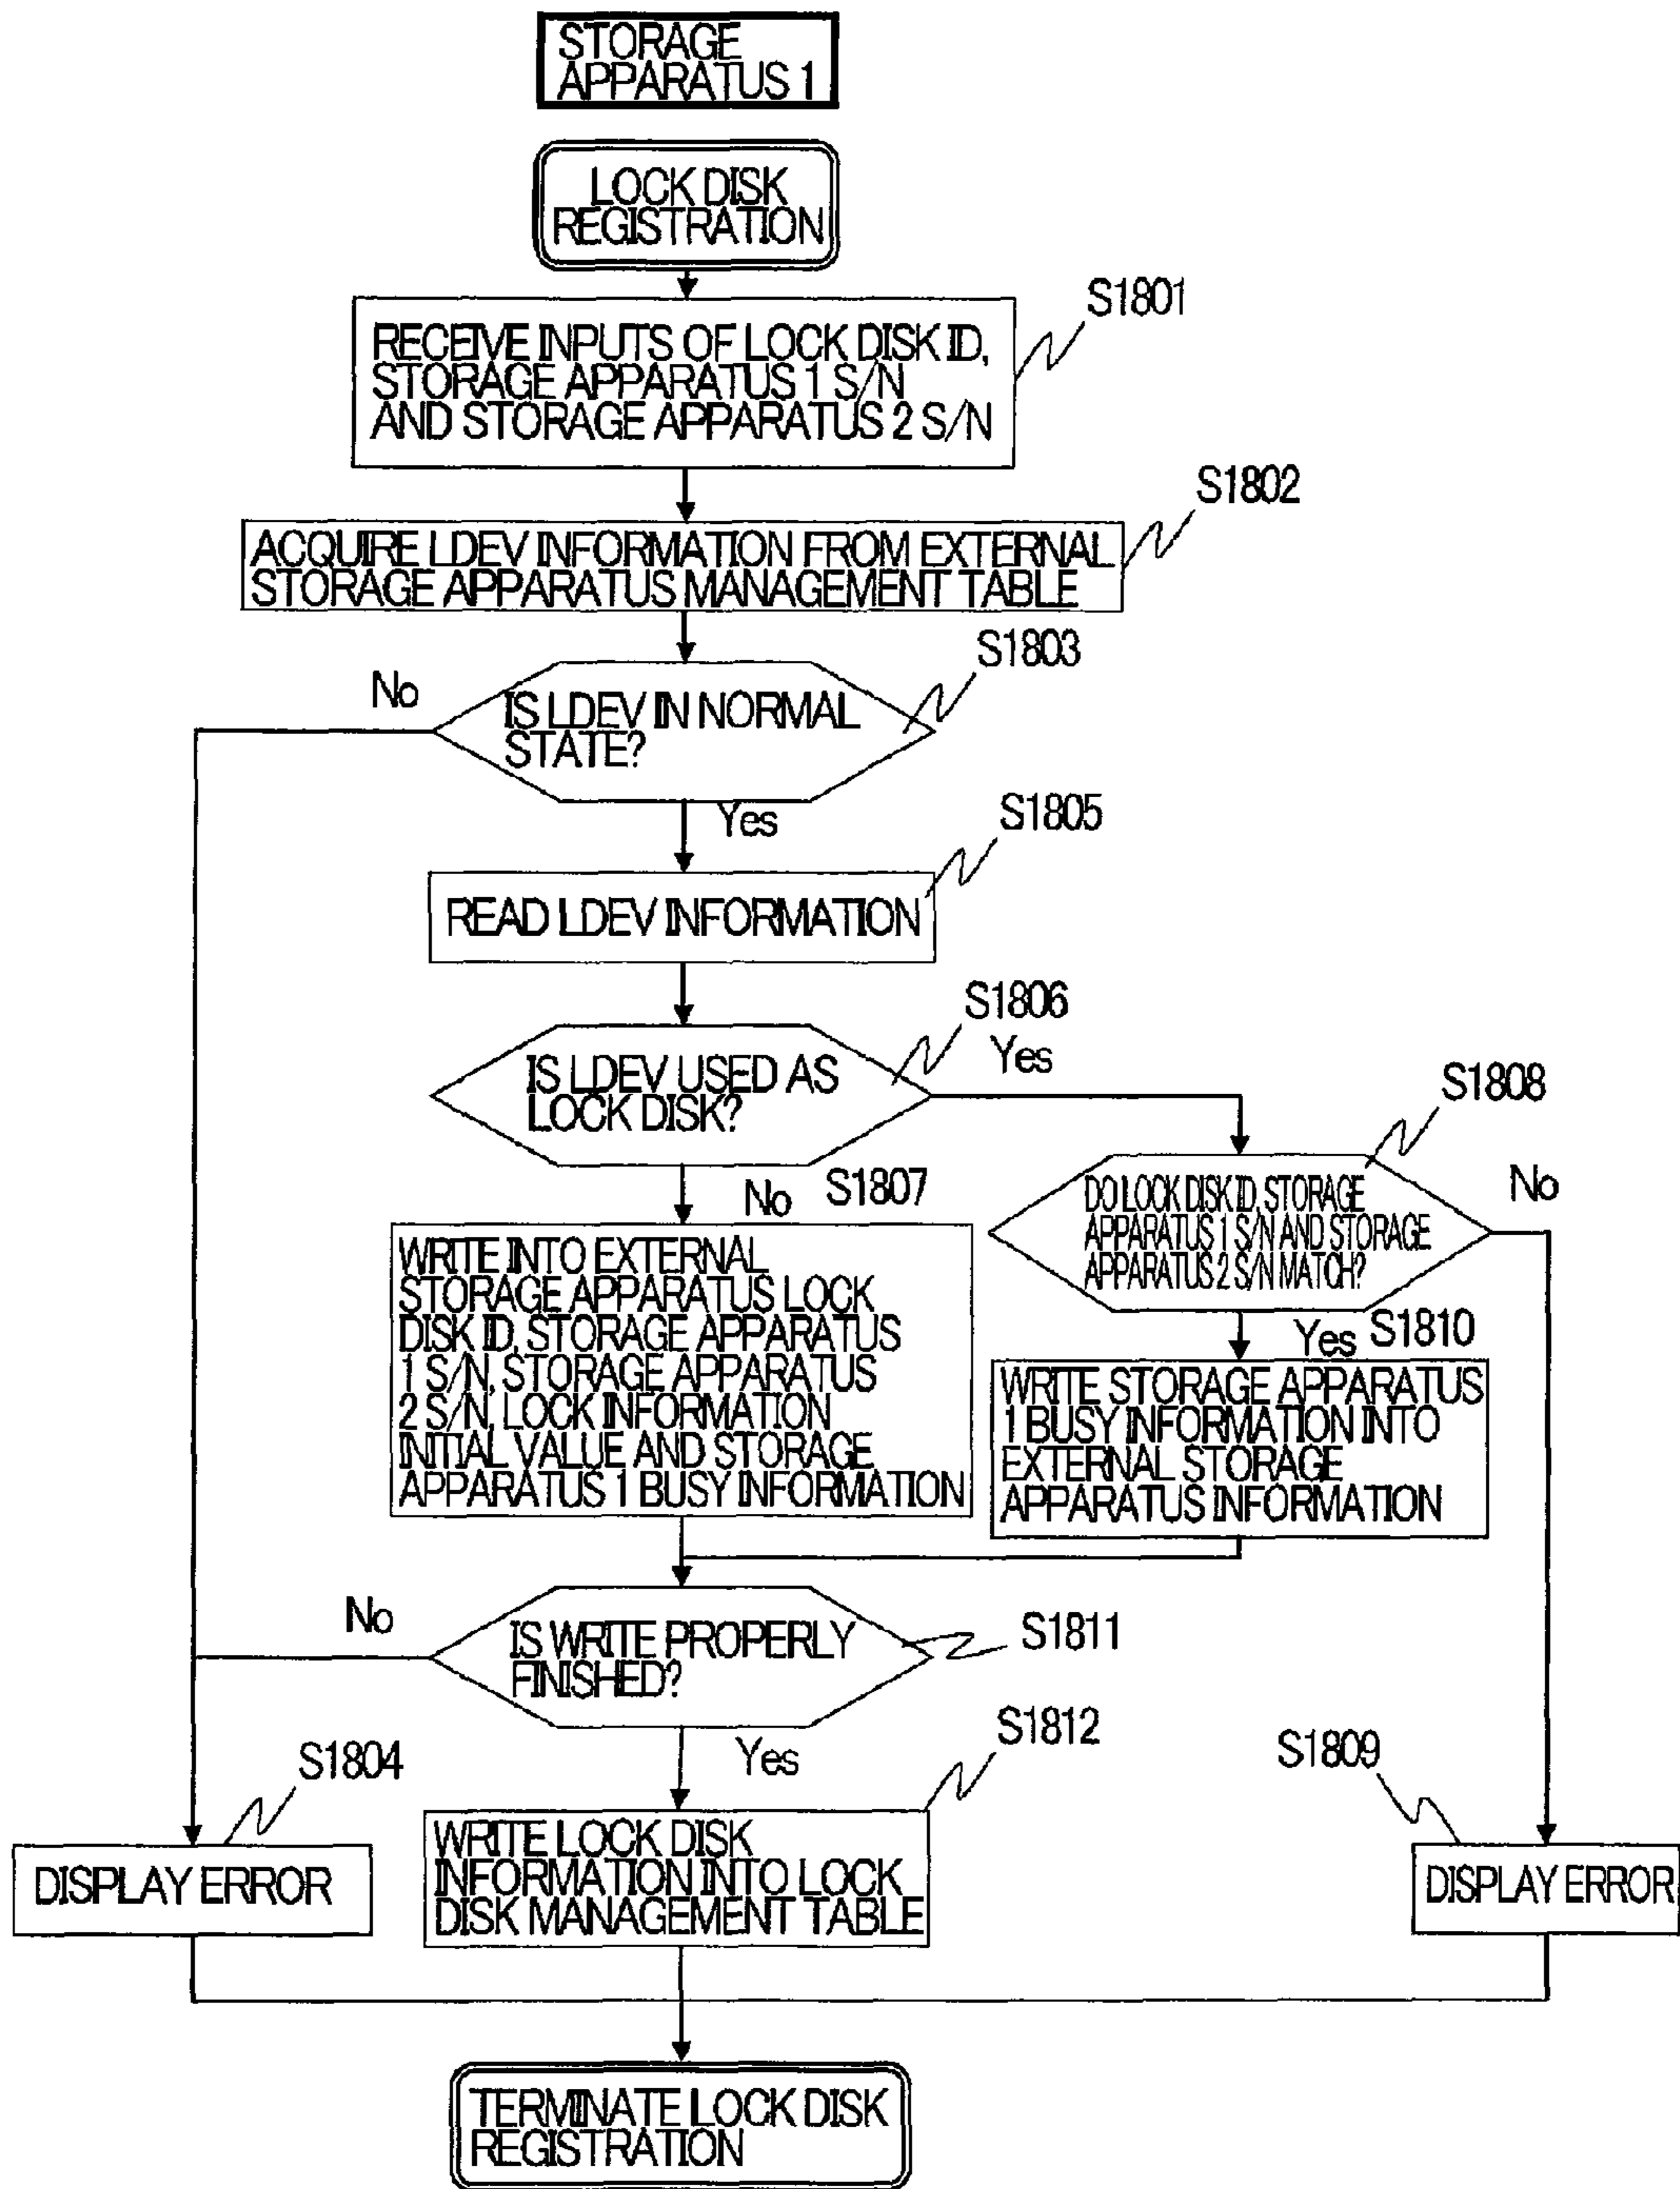 STORAGE
APPARATUS 1
LOCK DISK
REGISTRATION
S1801
RECEIVE INPUTS OF LOCK DISK ID,
STORAGE APPARATUS 1 S/N
AND STORAGE APPARATUS 2 S/N
S1802
ACQUIRE LDEV INFORMATION FROM EXTERNAL
STORAGE APPARATUS MANAGEMENT TABLE
S1803
No
IS LDEV IN NORMAL
STATE?
Yes
S1805
READ LDEV INFORMATION
S1806
Yes
IS LDEV USED AS
LOCK DISK?
S1808
No
DO LOCK DISK ID, STORAGE
APPARATUS 1 S/N AND STORAGE
APPARATUS 2 S/N MATCH?
No
S1807
WRITE INTO EXTERNAL
STORAGE APPARATUS LOCK
DISK ID, STORAGE APPARATUS
1 S/N, STORAGE APPARATUS
2 S/N, LOCK INFORMATION
INITIAL VALUE AND STORAGE
APPARATUS 1 BUSY INFORMATION
Yes
S1810
WRITE STORAGE APPARATUS
1 BUSY INFORMATION INTO
EXTERNAL STORAGE
APPARATUS INFORMATION
No
IS WRITE PROPERLY
FINISHED?
S1811
Yes
S1812
S1804
S1809
DISPLAY ERROR
WRITE LOCK DISK
INFORMATION INTO LOCK
DISK MANAGEMENT TABLE
DISPLAY ERROR
TERMINATE LOCK DISK
REGISTRATION